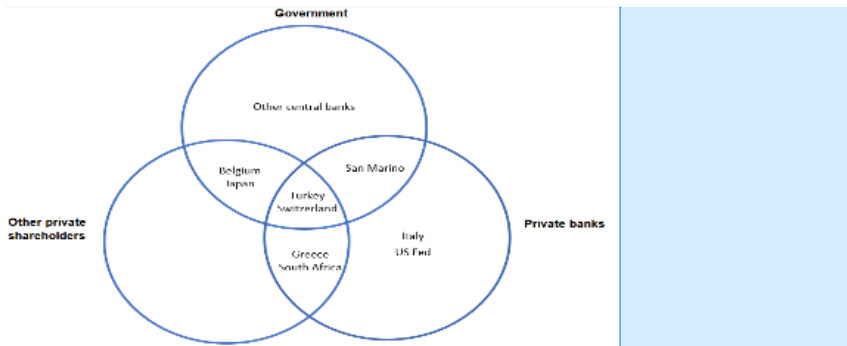 Government
Other central banks
Belgium
Japan
San Marino
Turkey
Switzerland
Other private
shareholders
Private banks
Italy
US Fed
Greece
South Africa